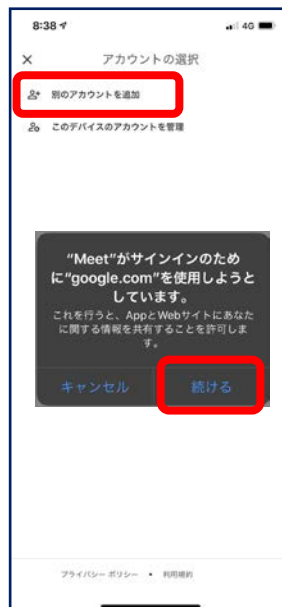 8:38 4G
× アカウントの選択
別のアカウントを追加
このデバイスのアカウントを管理
"Meet"がサインインのため
に"google.com"を使用しようと
しています。
これを行うと、AppとWebサイトにあなた
に関する情報を共有することを許可しま
す。
キャンセル 続ける
プライバシー ポリシー • 利用規約